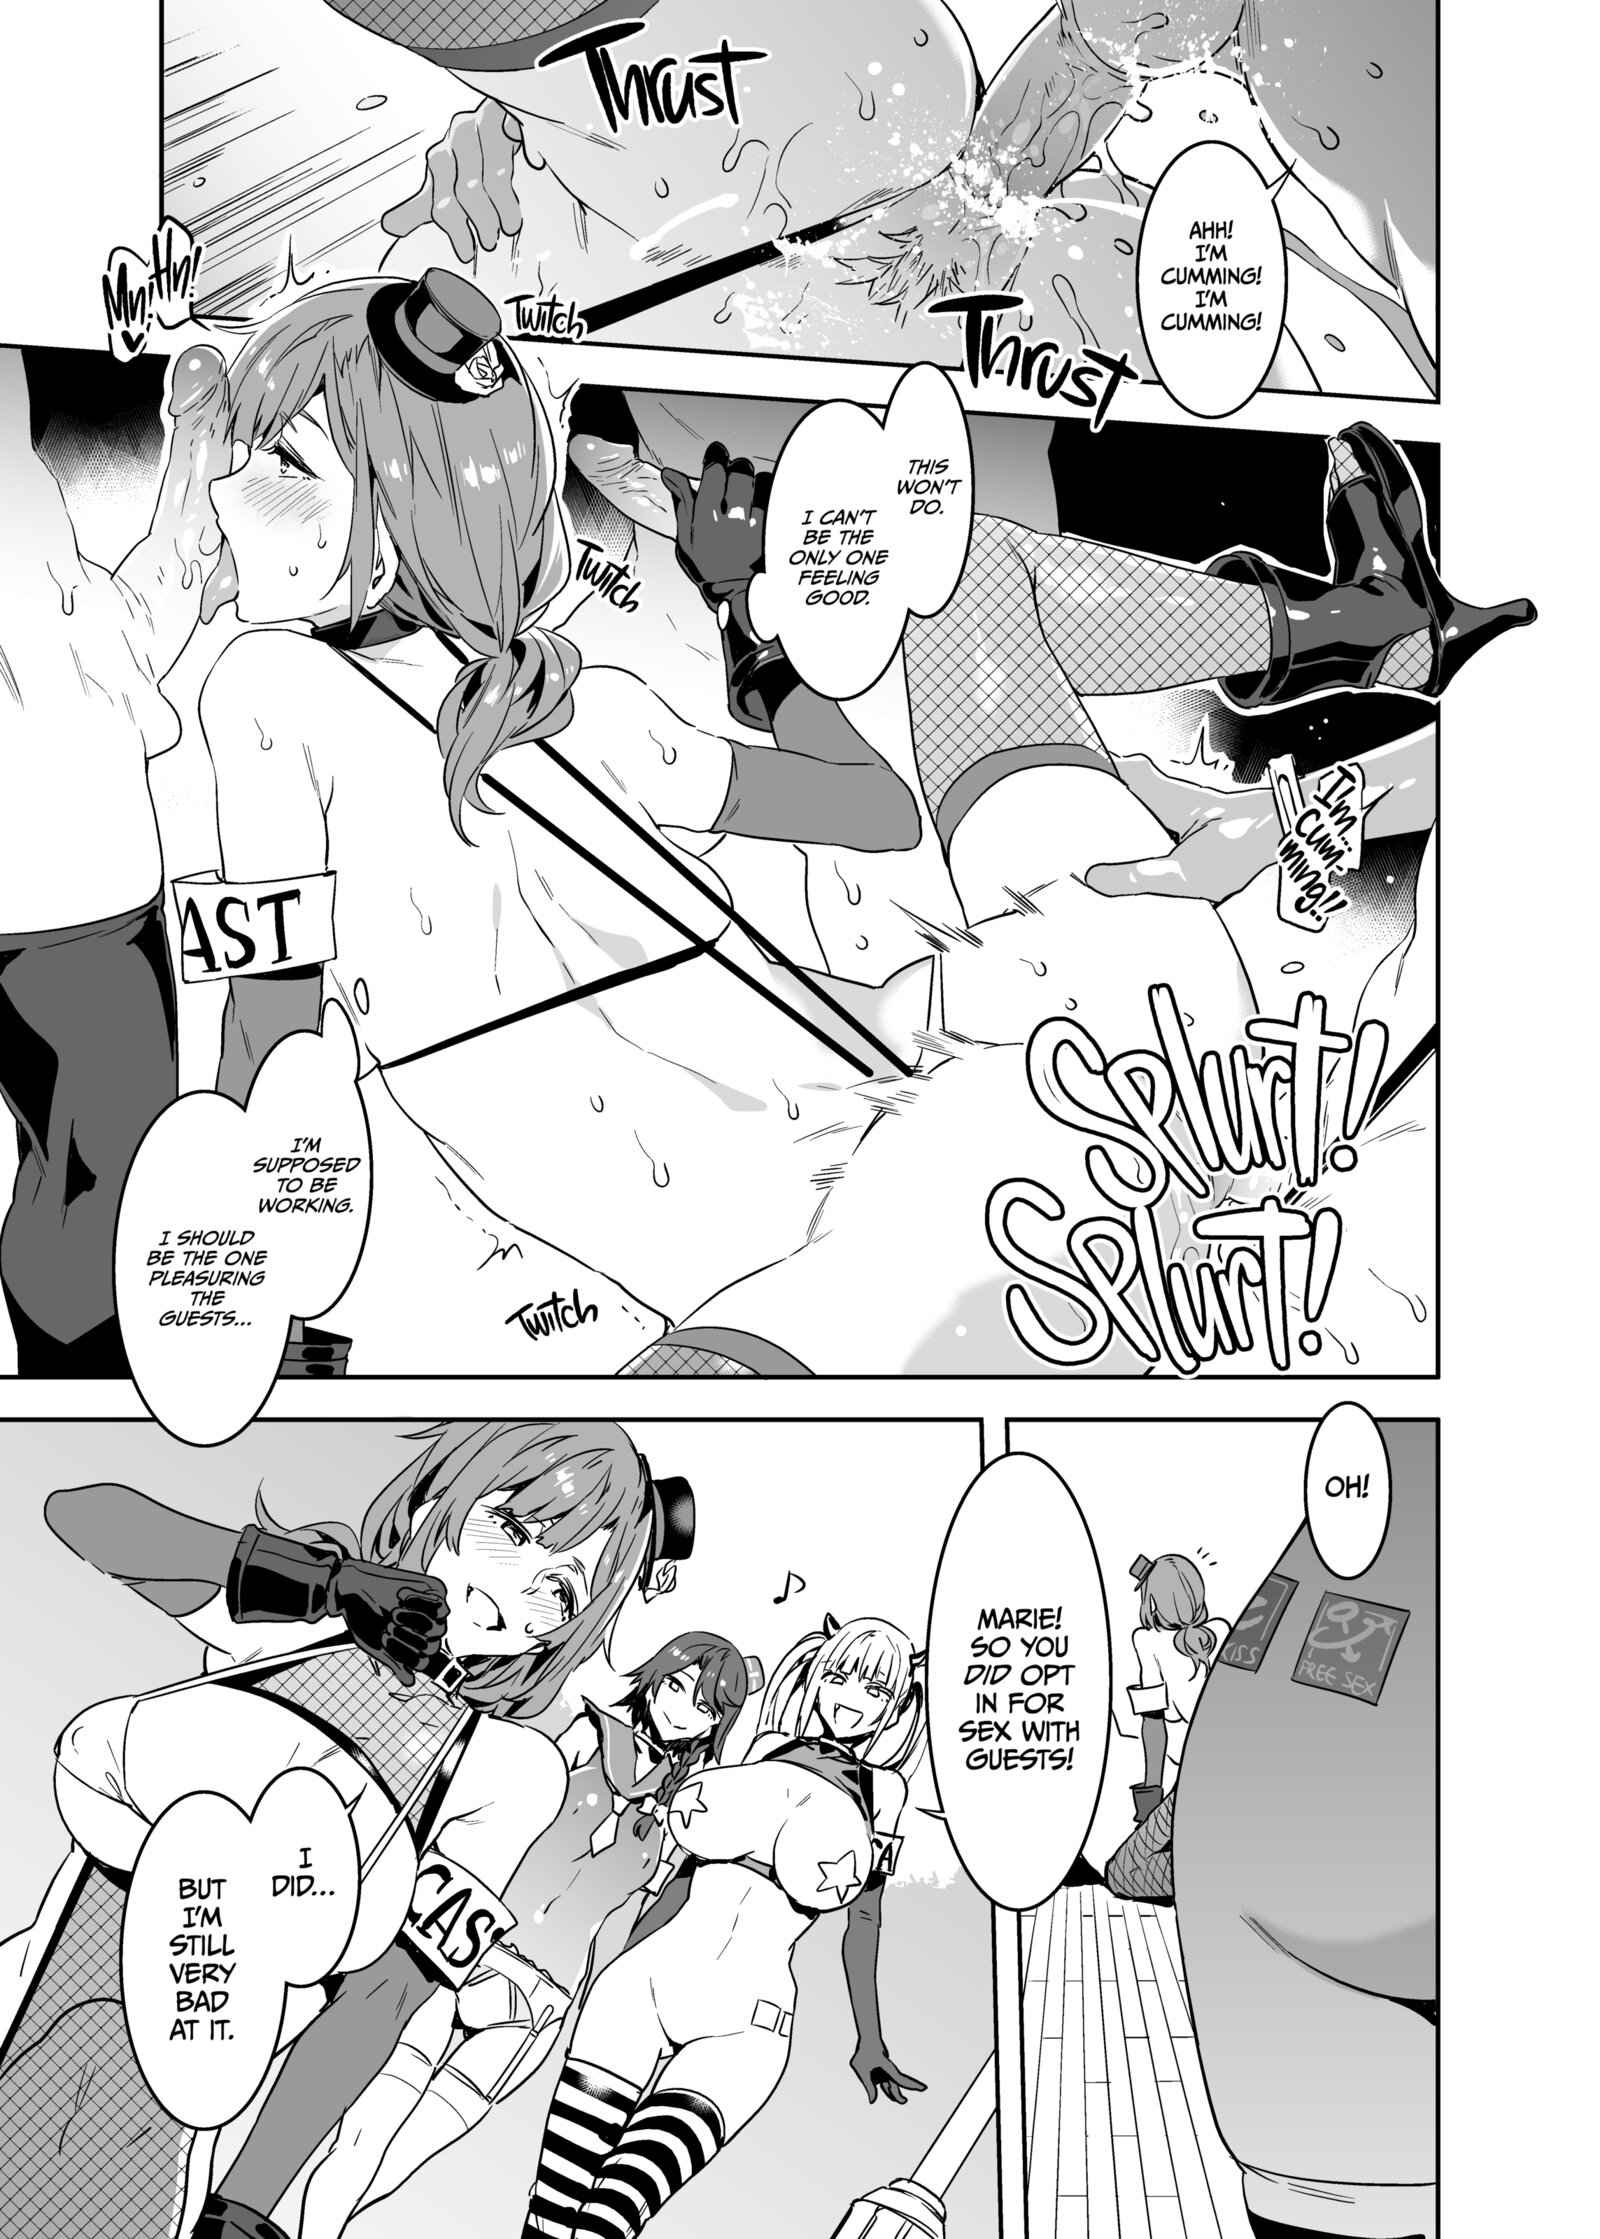 Thrust
AHH!
I'M
CUMMING!
I'M
CUMMING!
Mn! Hn!
Twitch
Thrust
THIS
WON'T
DO.
I CAN'T
BE THE
ONLY ONE
FEELING
GOOD.
Twitch
I'm...
cum-
ming!!
CAST
Splurt!
Splurt!
I'M
SUPPOSED
TO BE
WORKING.
I SHOULD
BE THE ONE
PLEASURING
THE
GUESTS...
Twitch
OH!
KISS
FREE SEX
MARIE!
SO YOU
DID OPT
IN FOR
SEX WITH
GUESTS!
I
DID...
BUT
I'M
STILL
VERY
BAD
AT IT.
CAS
CA